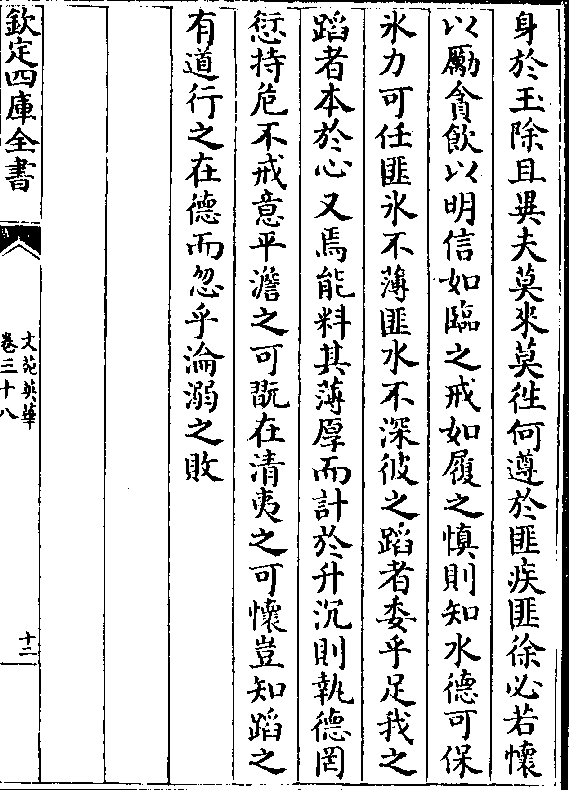 身於玉除且異夫莫來莫徃何遵於匪疾匪徐必若懷
以勵貪飲以明信如臨之戒如履之慎則知水德可保
氷力可任匪氷不薄匪水不深彼之蹈者委乎足我之
蹈者本於心又焉能料其薄厚而計於升沉則執德罔
愆持危不戒意平澹之可翫在清夷之可懷豈知蹈之
有道行之在德而忽乎淪溺之敗
欽定四庫全書
文苑英華
卷三十八
十二